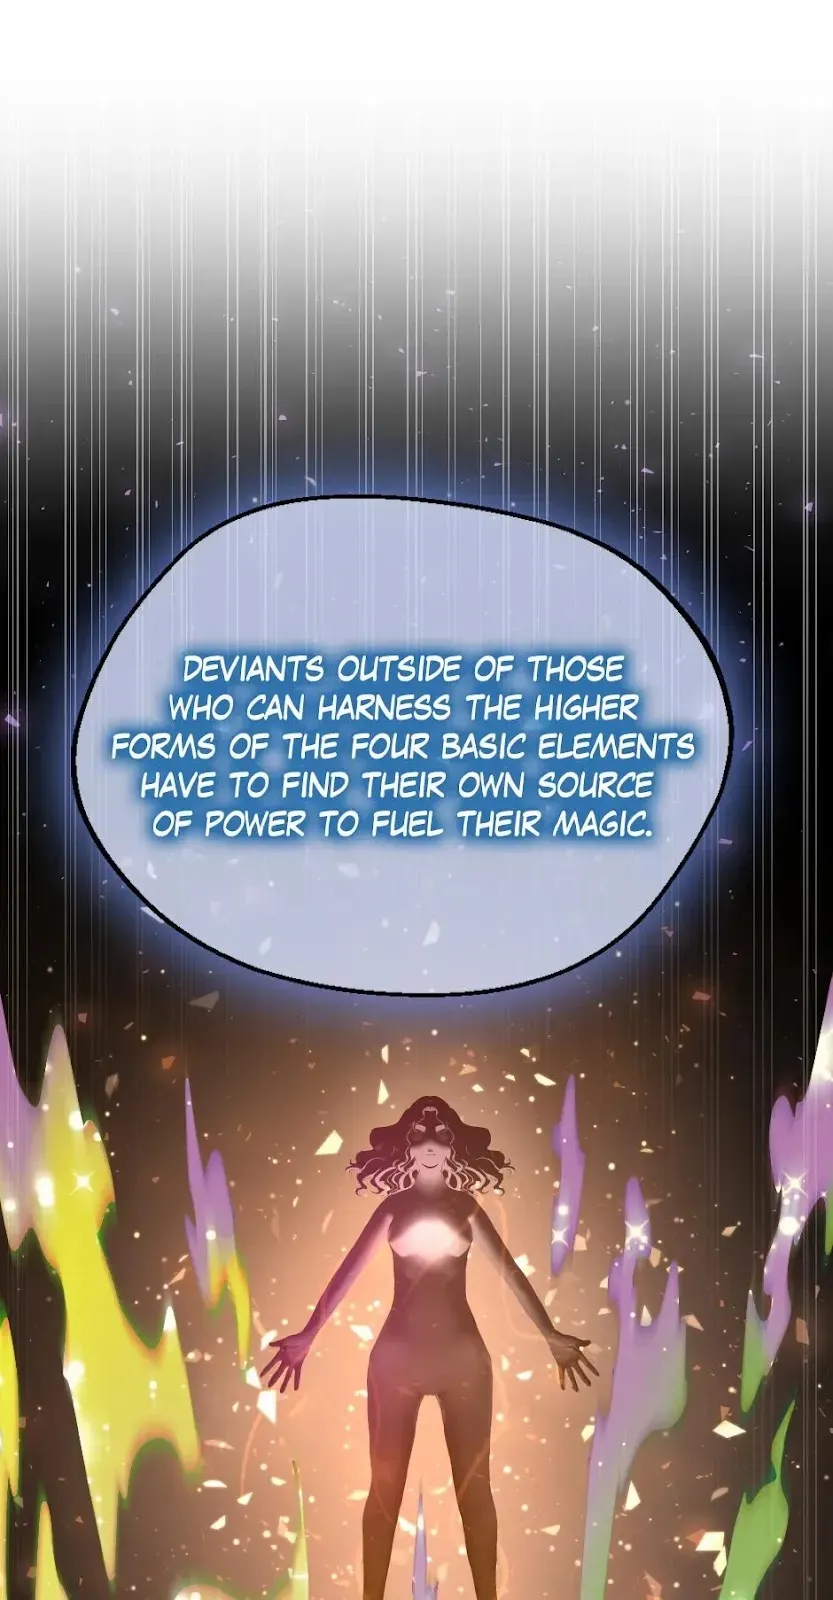 DEVIANTS OUTSIDE OF THOSE
WHO CAN HARNESS THE HIGHER
FORMS OF THE FOUR BASIC ELEMENTS
HAVE TO FIND THEIR OWN SOURCE
OF POWER TO FUEL THEIR MAGIC.